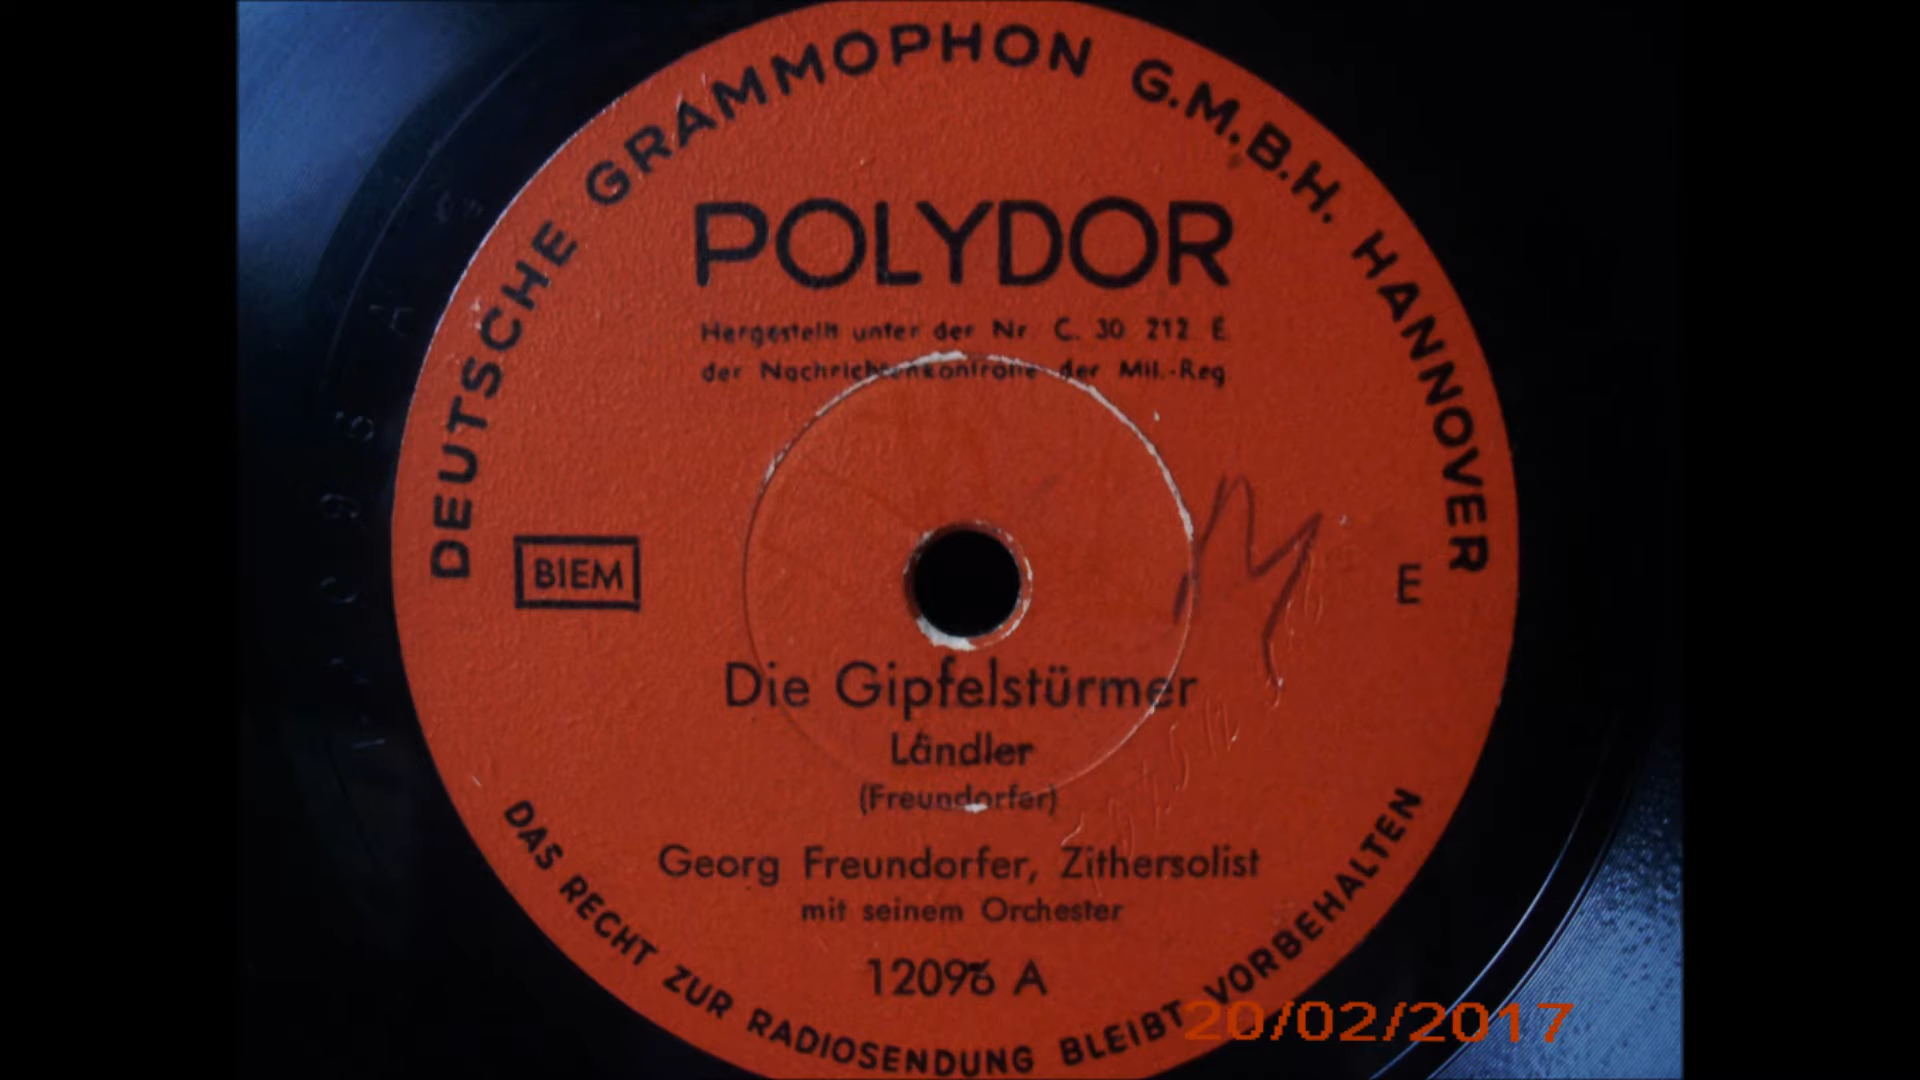 DEUTSCHE GRAMMOPHON G.M.B.H. HANNOVER
POLYDOR
Hergestellt unter der Nr C. 30 212 E
der Nachrichtenkontrolle der Mil.-Reg
BIEM
M
E
Die Gipfelstürmer
Ländler
(Freundorfer)
Georg Freundorfer, Zithersolist
mit seinem Orchester
12096 A
DAS RECHT ZUR RADIOSENDUNG BLEIBT VORBEHALTEN
20/02/2017